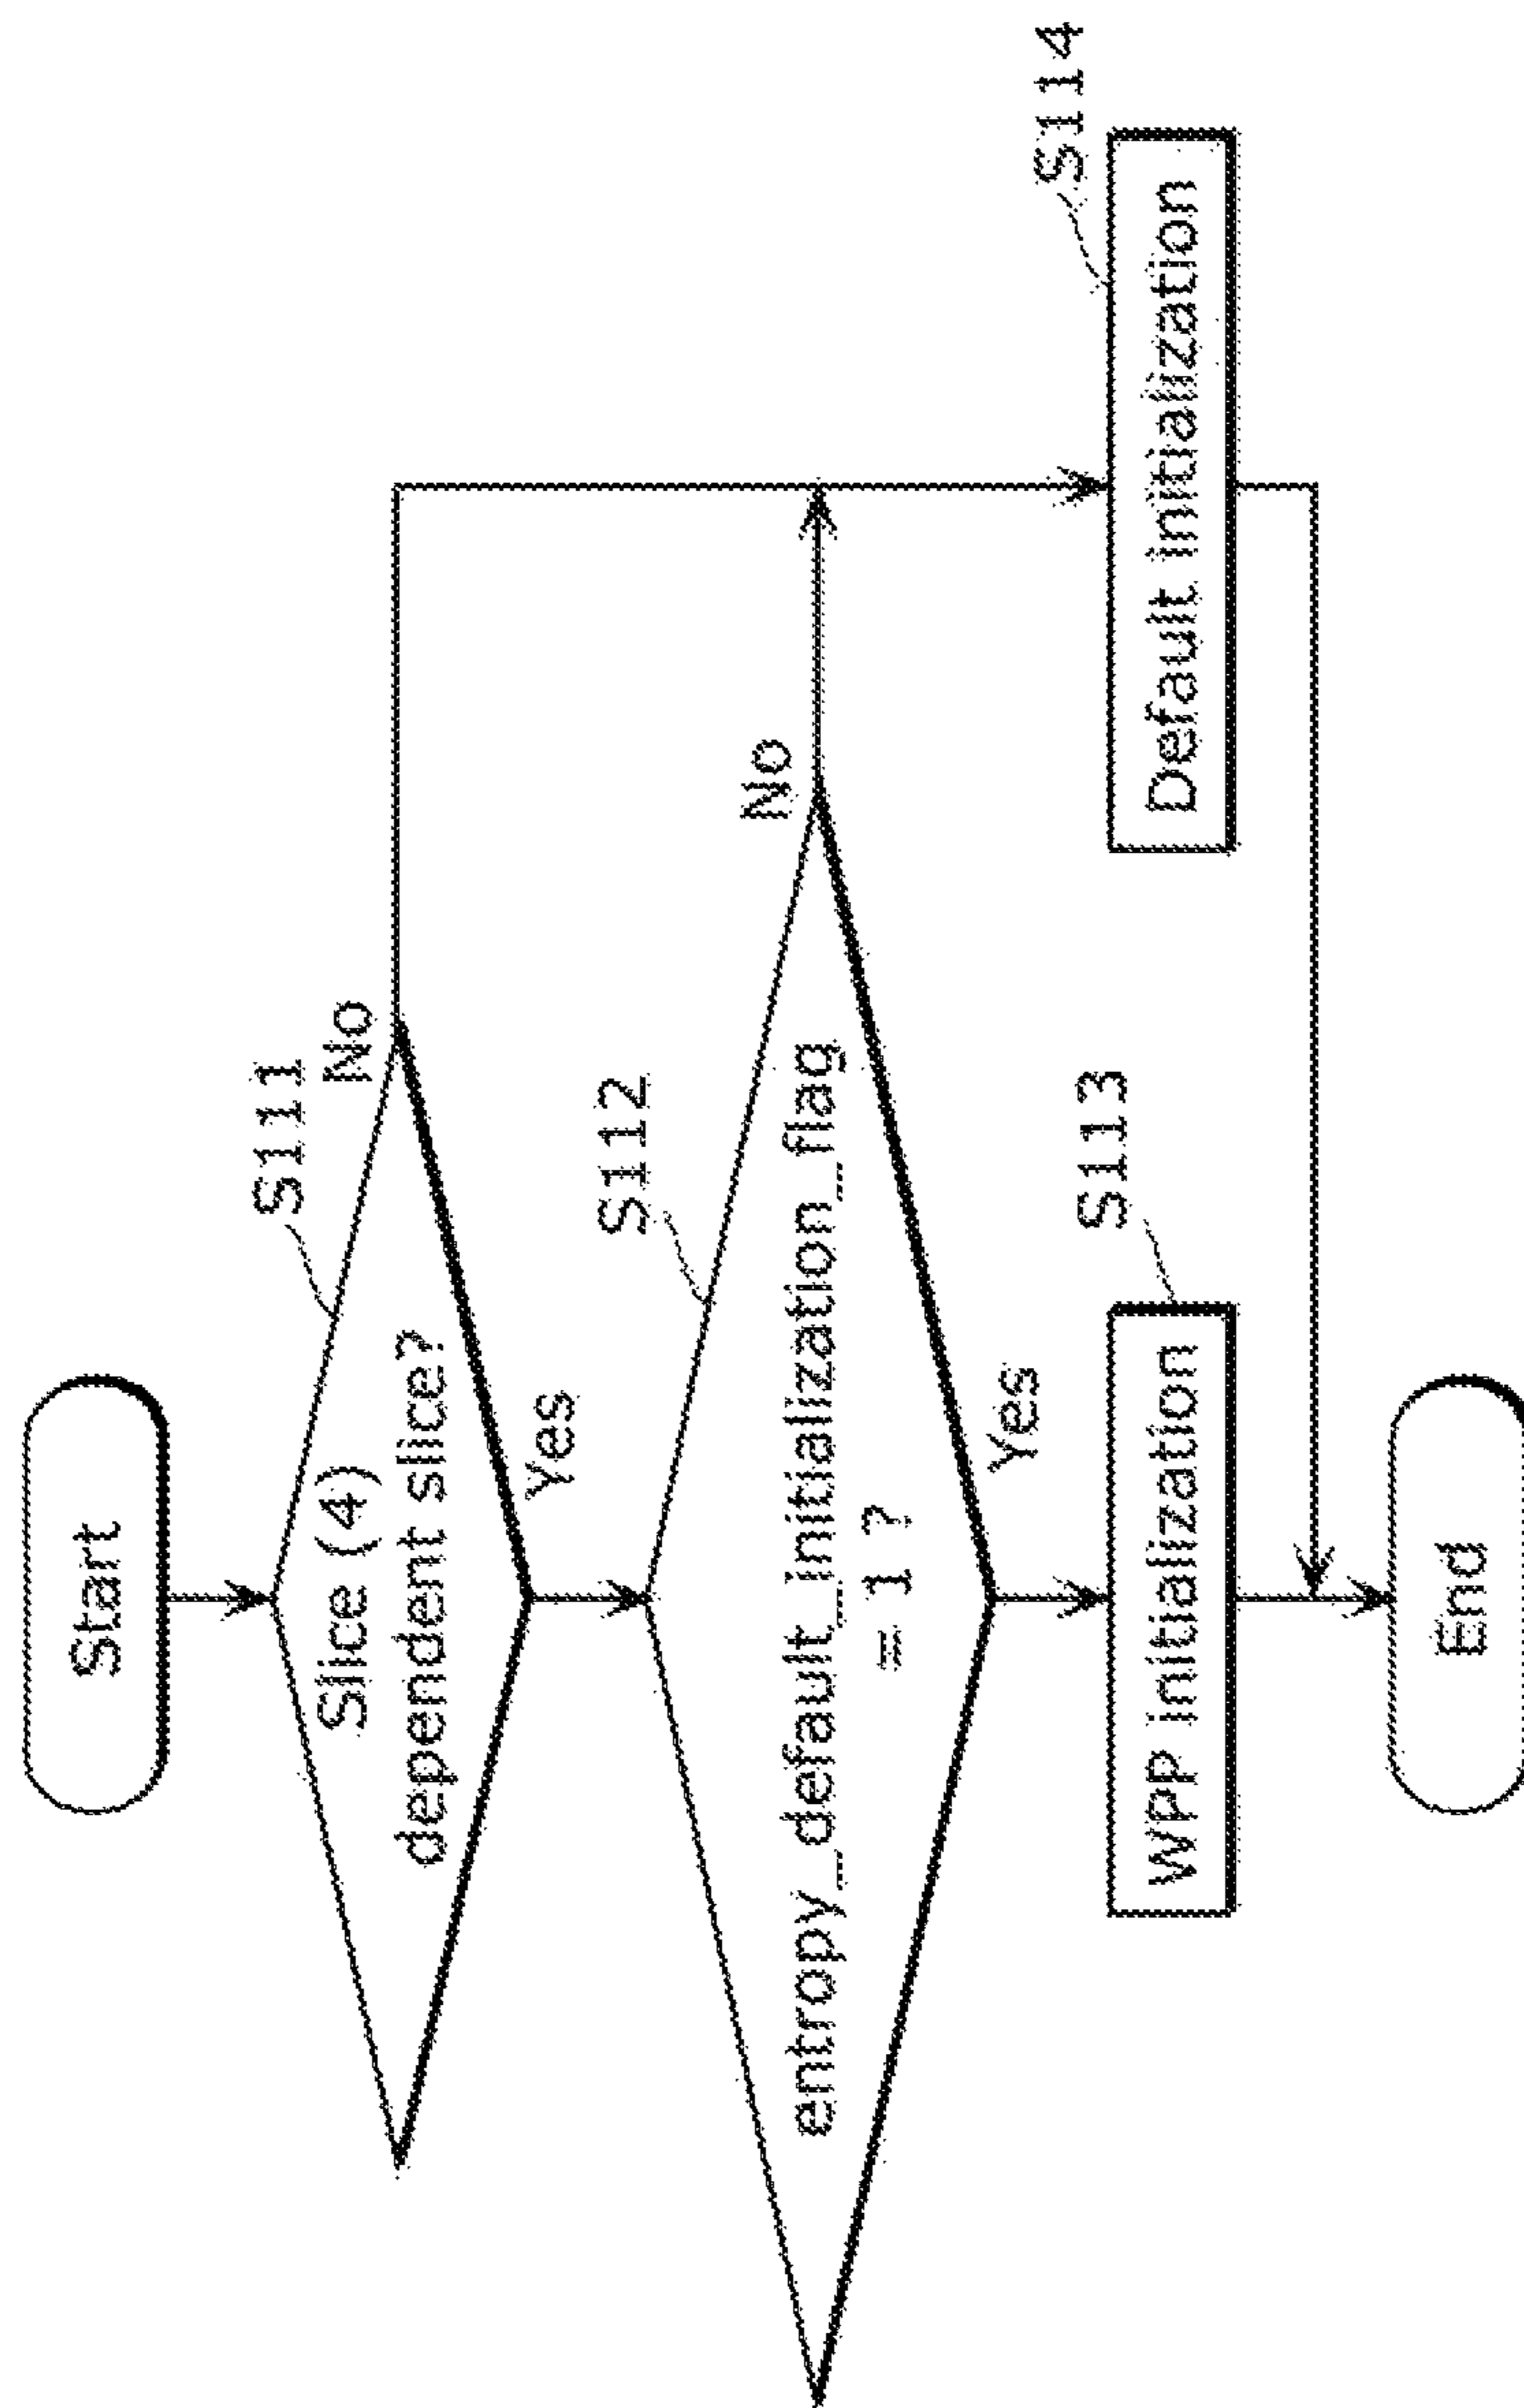 Start
S111
Slice (4)
dependent slice?
No
Yes
S112
entropy_default_initialization_flag
= 1 ?
No
Yes
S113
WPP initialization
S114
Default initialization
End